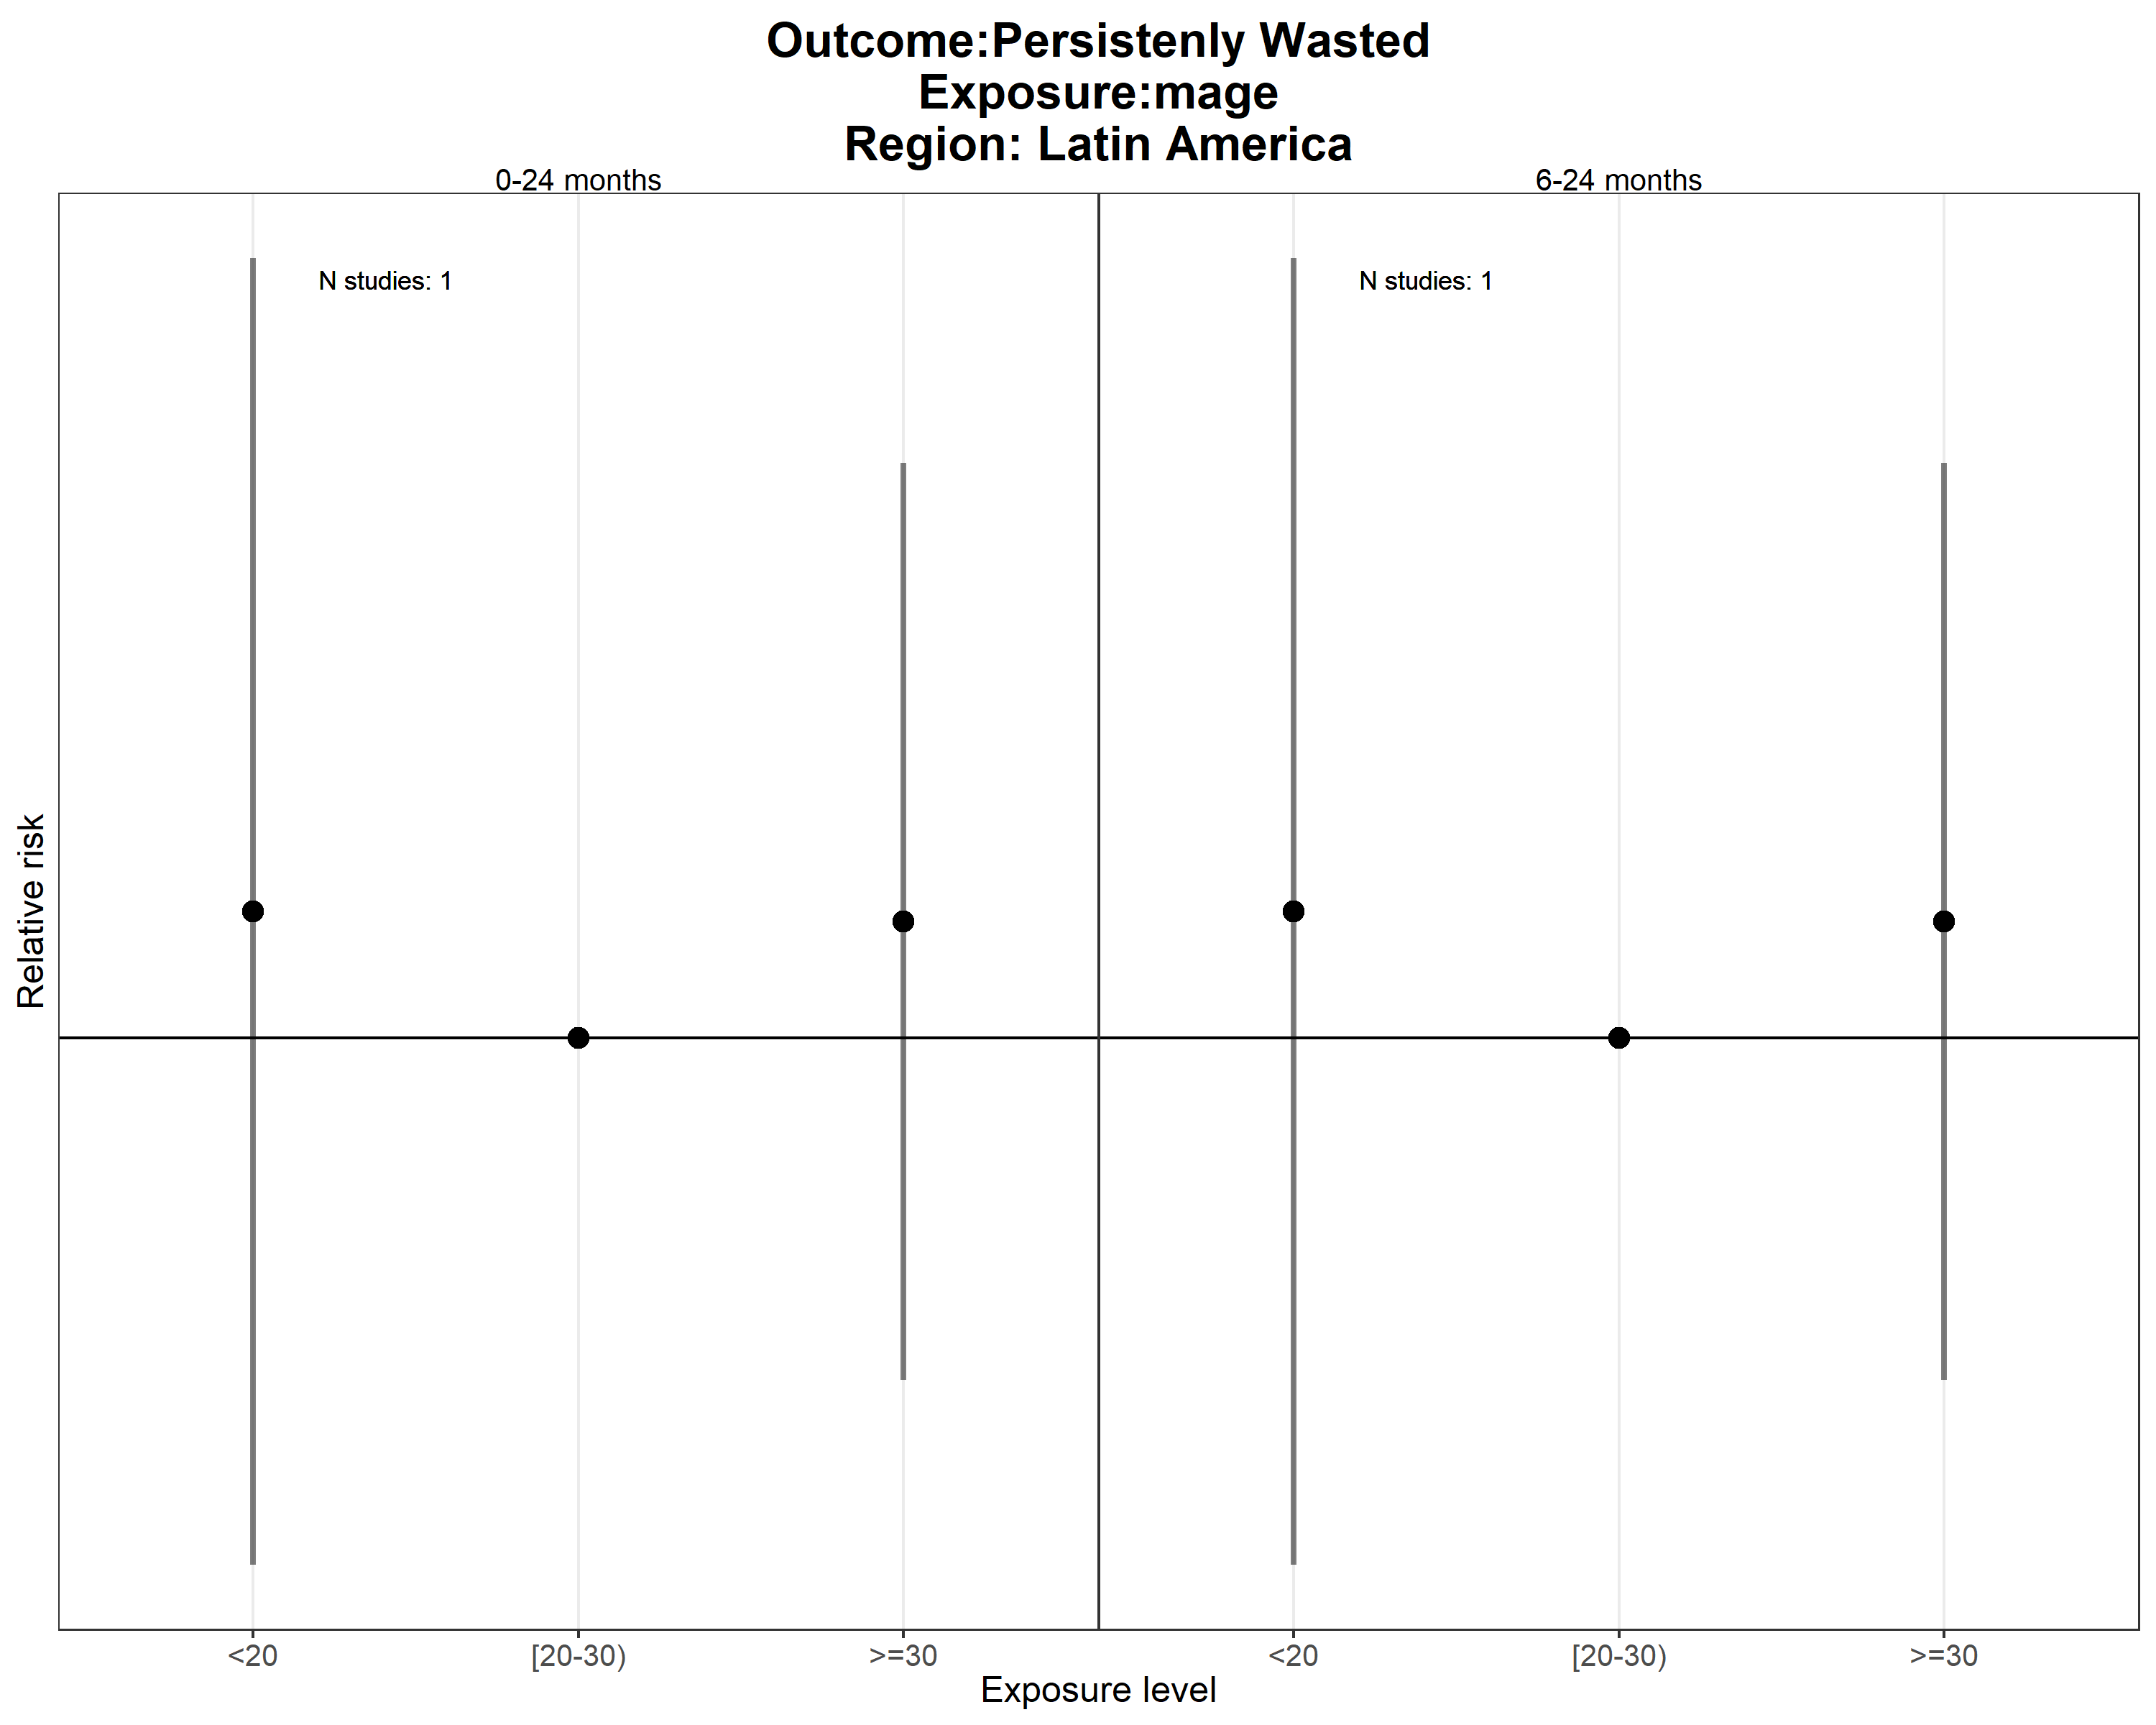 Outcome:Persistenly Wasted
Exposure:mage
Region: Latin America
0-24 months
6-24 months
N studies: 1
N studies: 1
Relative risk
<20
[20-30)
>=30
<20
[20-30)
>=30
Exposure level